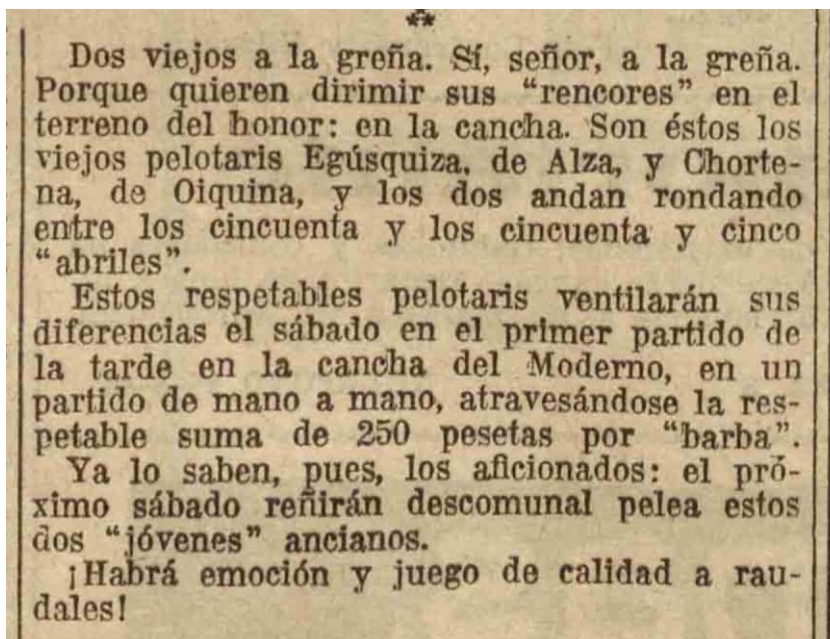 Dos viejos a la greña. Sí, señor, a la greña.
Porque quieren dirimir sus “rencores” en el
terreno del honor: en la cancha. Son éstos los
viejos pelotaris Egúsquiza, de Alza, y Chorte-
na, de Oiquina, y los dos andan rondando
entre los cincuenta y los cincuenta y cinco
“abriles”.
Estos respetables pelotaris ventilarán sus
diferencias el sábado en el primer partido de
la tarde en la cancha del Moderno, en un
partido de mano a mano, atravesándose la res-
petable suma de 250 pesetas por “barba”.
Ya lo saben, pues, los aficionados: el pró-
ximo sábado reñirán descomunal pelea estos
dos “jóvenes” ancianos.
¡Habrá emoción y juego de calidad a rau-
dales!